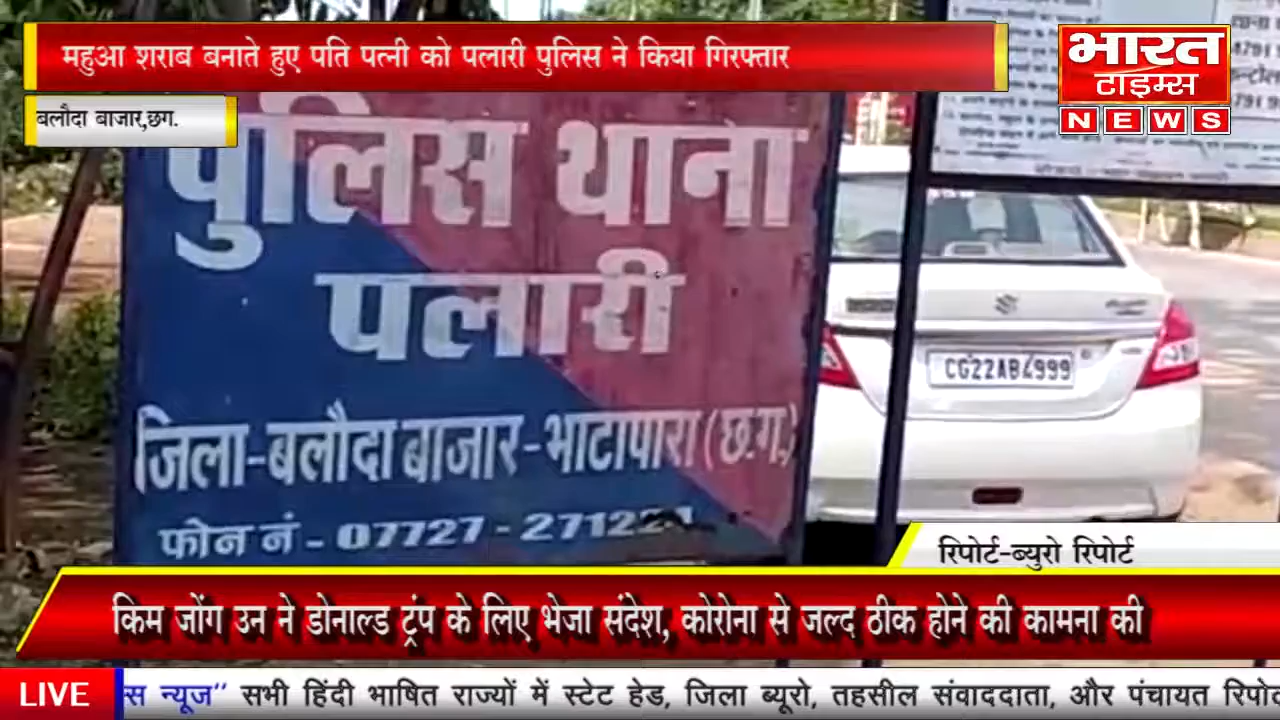 महुआ शराब बनाते हुए पति पत्नी को पलारी पुलिस ने किया गिरफ्तार
भारत
टाइम्स
NEWS
बलौदा बाजार,छग.
पुलिस थाना
पलारी
जिला-बलौदा बाजार-भाटापारा (छ.ग.)
फोन नं - 07727 - 271221
CG22AB4999
रिपोर्ट-ब्युरो रिपोर्ट
किम जोंग उन ने डोनाल्ड ट्रंप के लिए भेजा संदेश, कोरोना से जल्द ठीक होने की कामना की
LIVE
स न्यूज" सभी हिंदी भाषित राज्यों में स्टेट हेड, जिला ब्यूरो, तहसील संवाददाता, और पंचायत रिपोर्ट